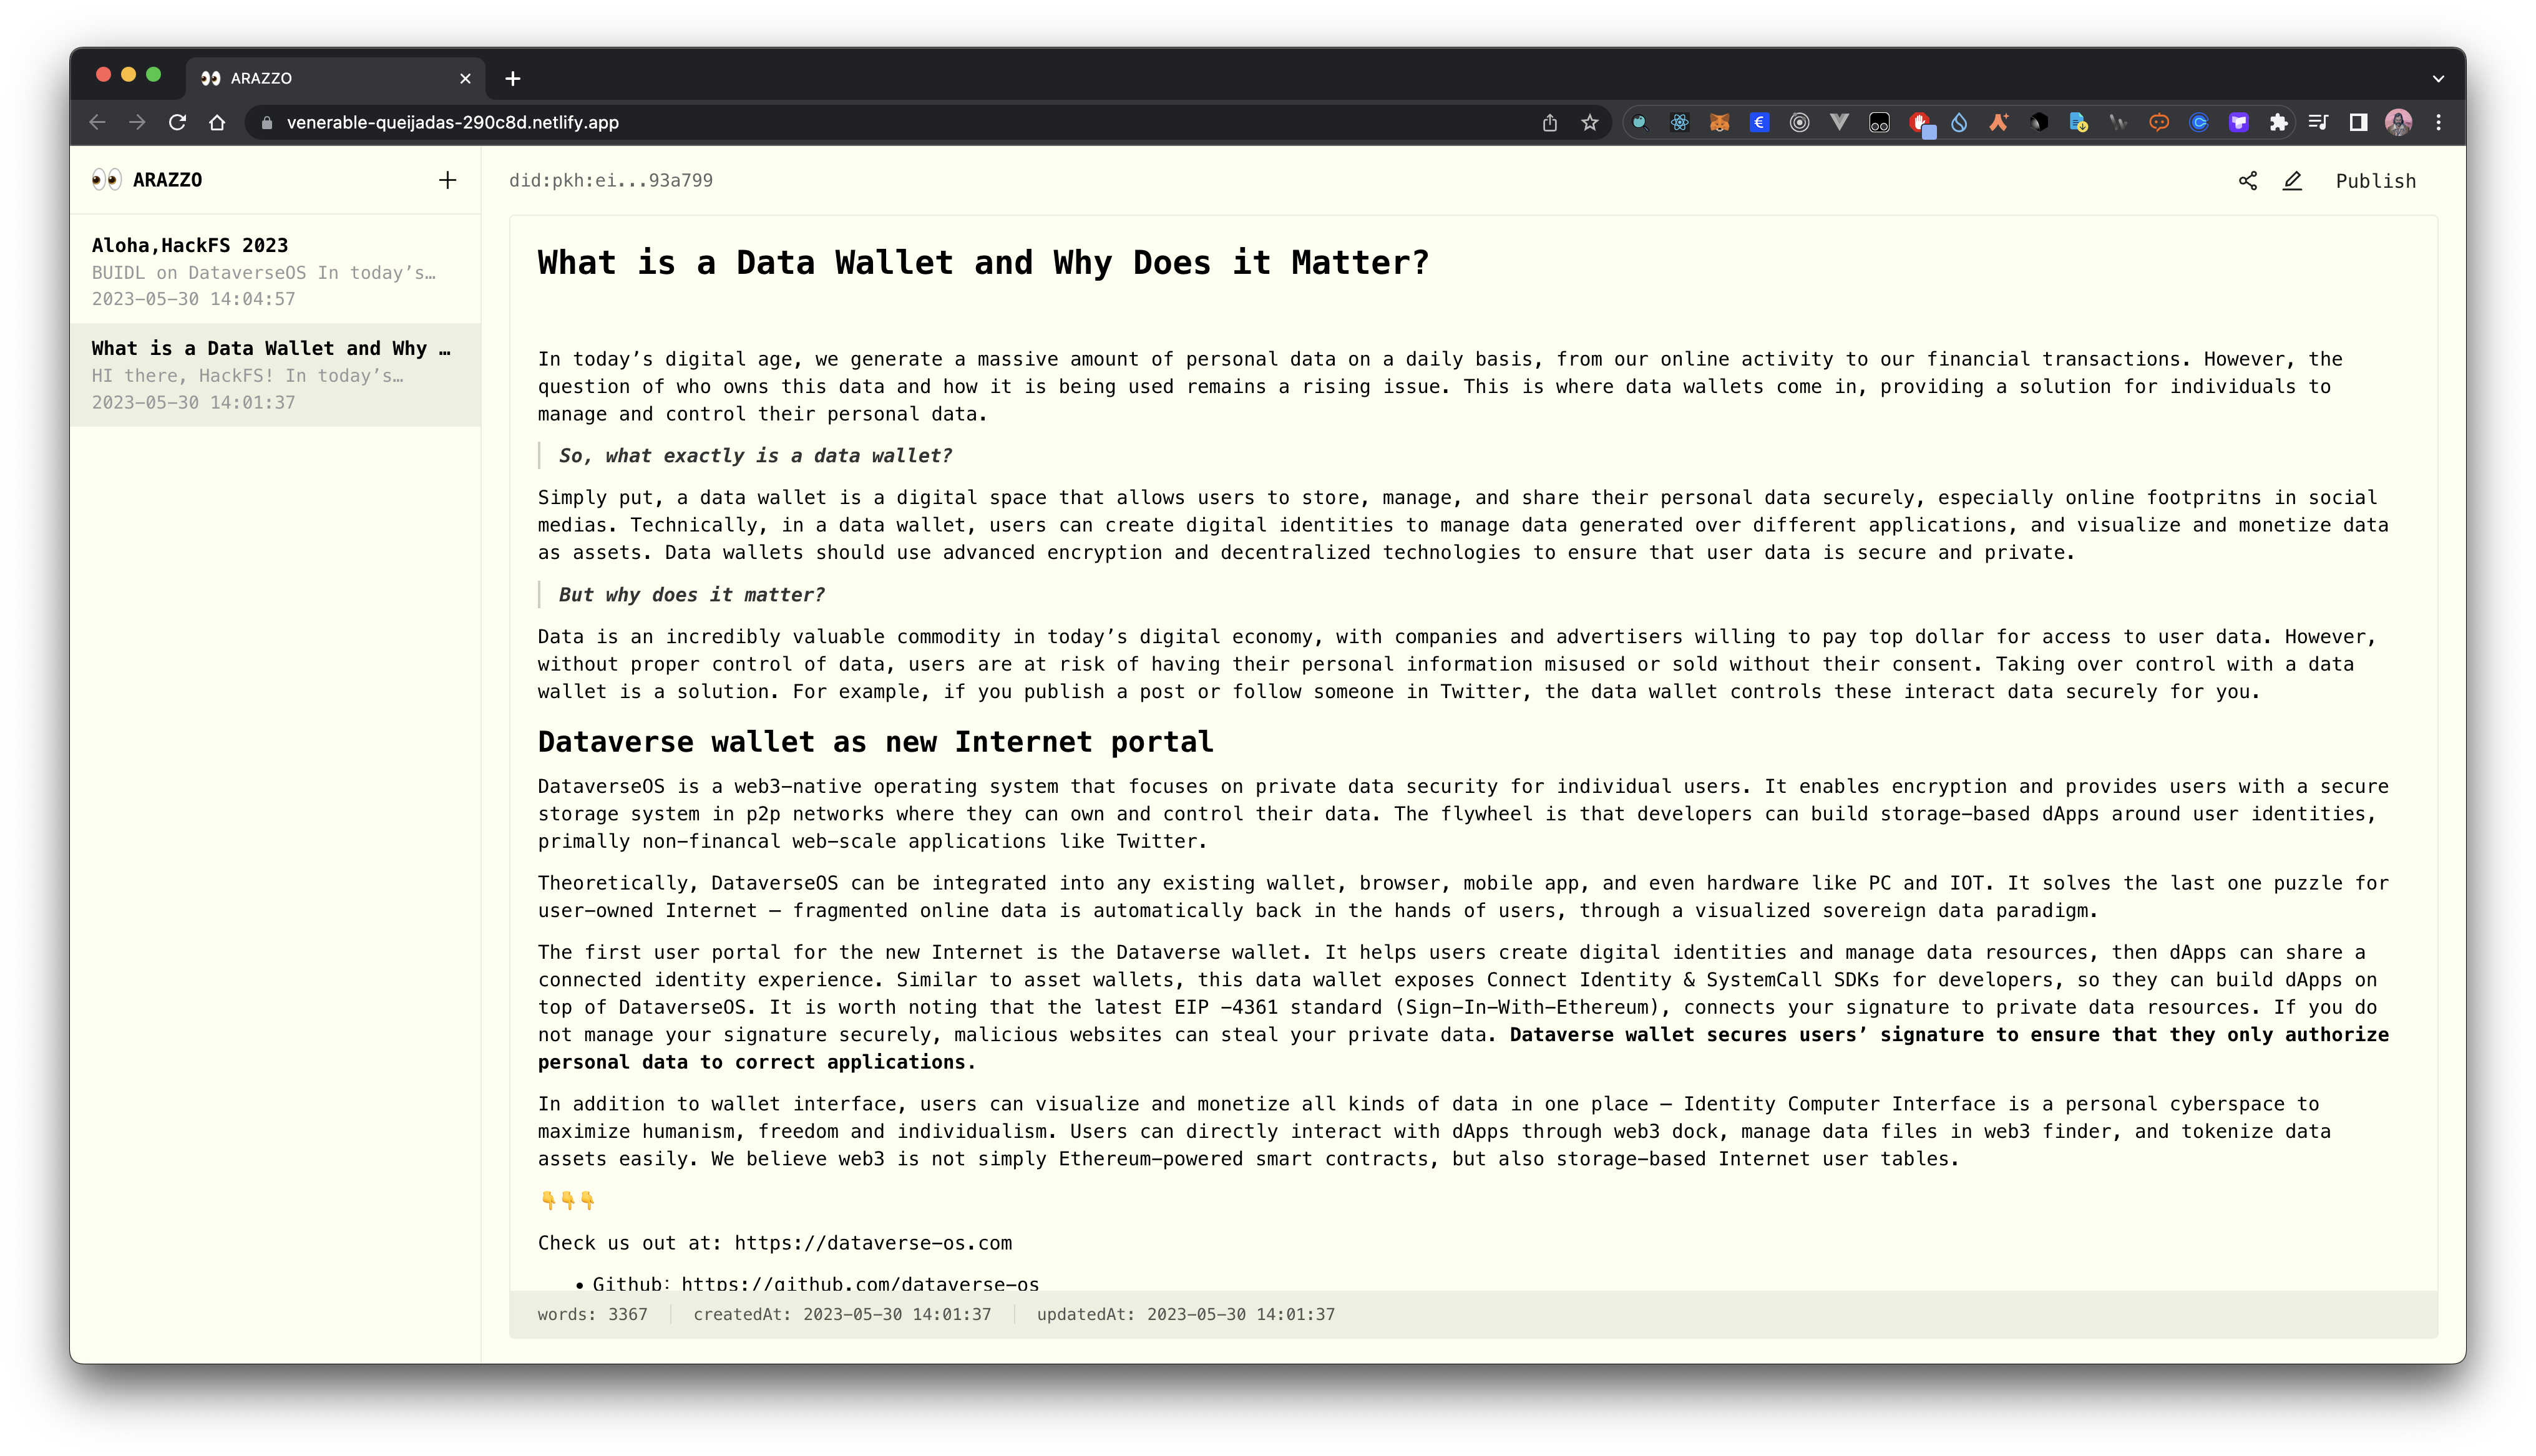 ARAZZO
venerable-queijadas-290c8d.netlify.app
ARAZZO
Aloha,HackFS 2023
BUIDL on DataverseOS In today’s…
2023-05-30 14:04:57
What is a Data Wallet and Why …
HI there, HackFS! In today’s…
2023-05-30 14:01:37
did:pkh:ei...93a799
Publish
What is a Data Wallet and Why Does it Matter?
In today’s digital age, we generate a massive amount of personal data on a daily basis, from our online activity to our financial transactions. However, the
question of who owns this data and how it is being used remains a rising issue. This is where data wallets come in, providing a solution for individuals to
manage and control their personal data.
So, what exactly is a data wallet?
Simply put, a data wallet is a digital space that allows users to store, manage, and share their personal data securely, especially online footpritns in social
medias. Technically, in a data wallet, users can create digital identities to manage data generated over different applications, and visualize and monetize data
as assets. Data wallets should use advanced encryption and decentralized technologies to ensure that user data is secure and private.
But why does it matter?
Data is an incredibly valuable commodity in today’s digital economy, with companies and advertisers willing to pay top dollar for access to user data. However,
without proper control of data, users are at risk of having their personal information misused or sold without their consent. Taking over control with a data
wallet is a solution. For example, if you publish a post or follow someone in Twitter, the data wallet controls these interact data securely for you.
Dataverse wallet as new Internet portal
DataverseOS is a web3-native operating system that focuses on private data security for individual users. It enables encryption and provides users with a secure
storage system in p2p networks where they can own and control their data. The flywheel is that developers can build storage-based dApps around user identities,
primally non-financal web-scale applications like Twitter.
Theoretically, DataverseOS can be integrated into any existing wallet, browser, mobile app, and even hardware like PC and IOT. It solves the last one puzzle for
user-owned Internet — fragmented online data is automatically back in the hands of users, through a visualized sovereign data paradigm.
The first user portal for the new Internet is the Dataverse wallet. It helps users create digital identities and manage data resources, then dApps can share a
connected identity experience. Similar to asset wallets, this data wallet exposes Connect Identity & SystemCall SDKs for developers, so they can build dApps on
top of DataverseOS. It is worth noting that the latest EIP -4361 standard (Sign-In-With-Ethereum), connects your signature to private data resources. If you do
not manage your signature securely, malicious websites can steal your private data. Dataverse wallet secures users’ signature to ensure that they only authorize
personal data to correct applications.
In addition to wallet interface, users can visualize and monetize all kinds of data in one place — Identity Computer Interface is a personal cyberspace to
maximize humanism, freedom and individualism. Users can directly interact with dApps through web3 dock, manage data files in web3 finder, and tokenize data
assets easily. We believe web3 is not simply Ethereum-powered smart contracts, but also storage-based Internet user tables.
👇👇👇
Check us out at: https://dataverse-os.com
• Github: https://github.com/dataverse-os
words: 3367 createdAt: 2023-05-30 14:01:37 updatedAt: 2023-05-30 14:01:37